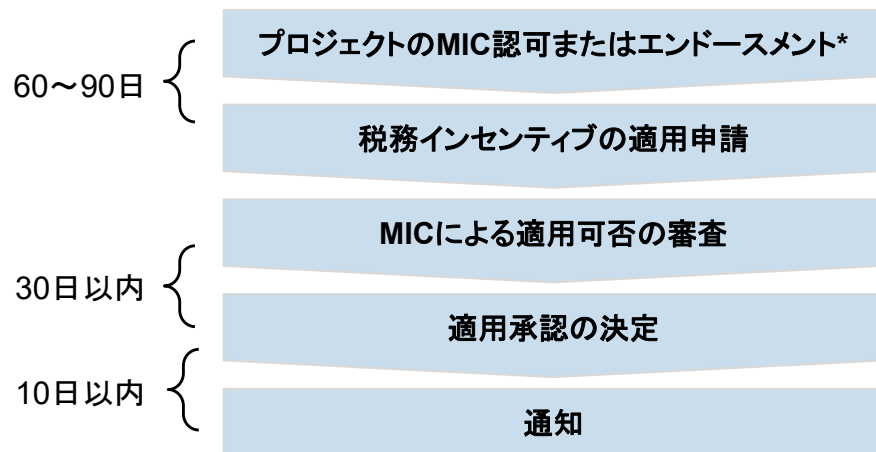 プロジェクトのMIC認可またはエンドースメント*
60～90日
税務インセンティブの適用申請
MICによる適用可否の審査
30日以内
適用承認の決定
10日以内
通知